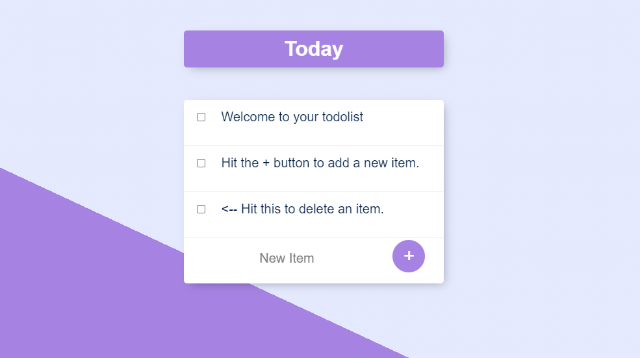 Today
Welcome to your todolist
Hit the + button to add a new item.
<-- Hit this to delete an item.
New Item
+